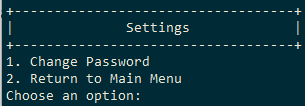 +----------------------------------+
|             Settings             |
+----------------------------------+
1. Change Password
2. Return to Main Menu
Choose an option: